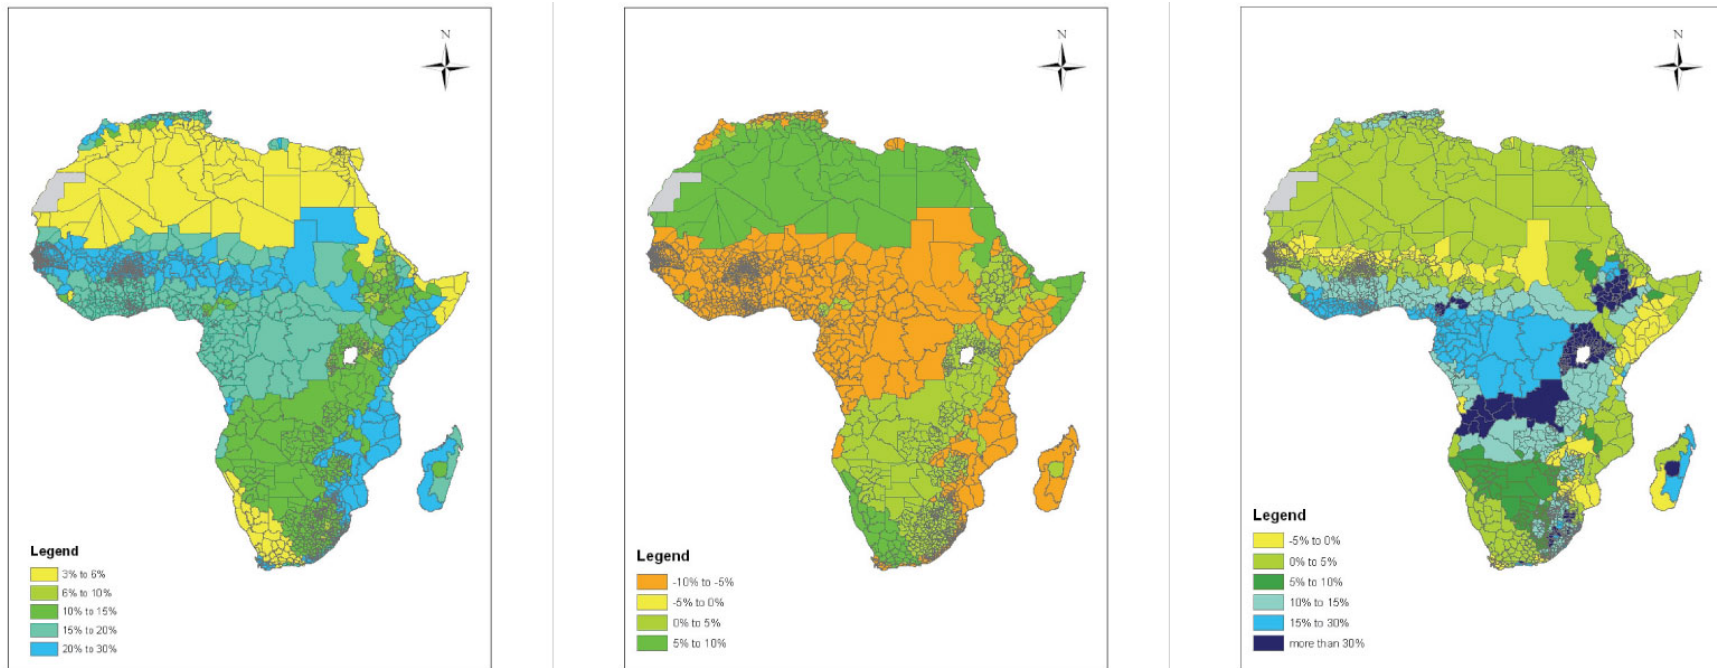 N
Legend
3% to 6%
6% to 10%
10% to 15%
15% to 20%
20% to 30%
N
Legend
-10% to -5%
-5% to 0%
0% to 5%
5% to 10%
N
Legend
-5% to 0%
0% to 5%
5% to 10%
10% to 15%
15% to 30%
more than 30%